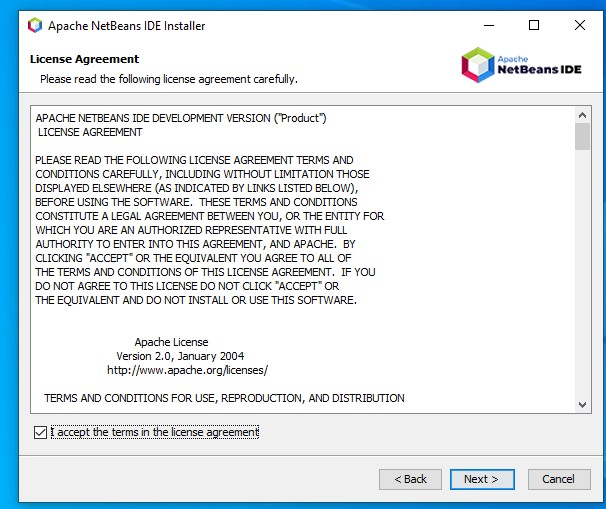 Apache NetBeans IDE Installer
License Agreement
Please read the following license agreement carefully.
Apache
NetBeans IDE
APACHE NETBEANS IDE DEVELOPMENT VERSION ("Product")
LICENSE AGREEMENT
PLEASE READ THE FOLLOWING LICENSE AGREEMENT TERMS AND
CONDITIONS CAREFULLY, INCLUDING WITHOUT LIMITATION THOSE
DISPLAYED ELSEWHERE (AS INDICATED BY LINKS LISTED BELOW),
BEFORE USING THE SOFTWARE. THESE TERMS AND CONDITIONS
CONSTITUTE A LEGAL AGREEMENT BETWEEN YOU, OR THE ENTITY FOR
WHICH YOU ARE AN AUTHORIZED REPRESENTATIVE WITH FULL
AUTHORITY TO ENTER INTO THIS AGREEMENT, AND APACHE. BY
CLICKING "ACCEPT" OR THE EQUIVALENT YOU AGREE TO ALL OF
THE TERMS AND CONDITIONS OF THIS LICENSE AGREEMENT. IF YOU
DO NOT AGREE TO THIS LICENSE DO NOT CLICK "ACCEPT" OR
THE EQUIVALENT AND DO NOT INSTALL OR USE THIS SOFTWARE.
Apache License
Version 2.0, January 2004
http://www.apache.org/licenses/
TERMS AND CONDITIONS FOR USE, REPRODUCTION, AND DISTRIBUTION
I accept the terms in the license agreement
< Back
Next >
Cancel